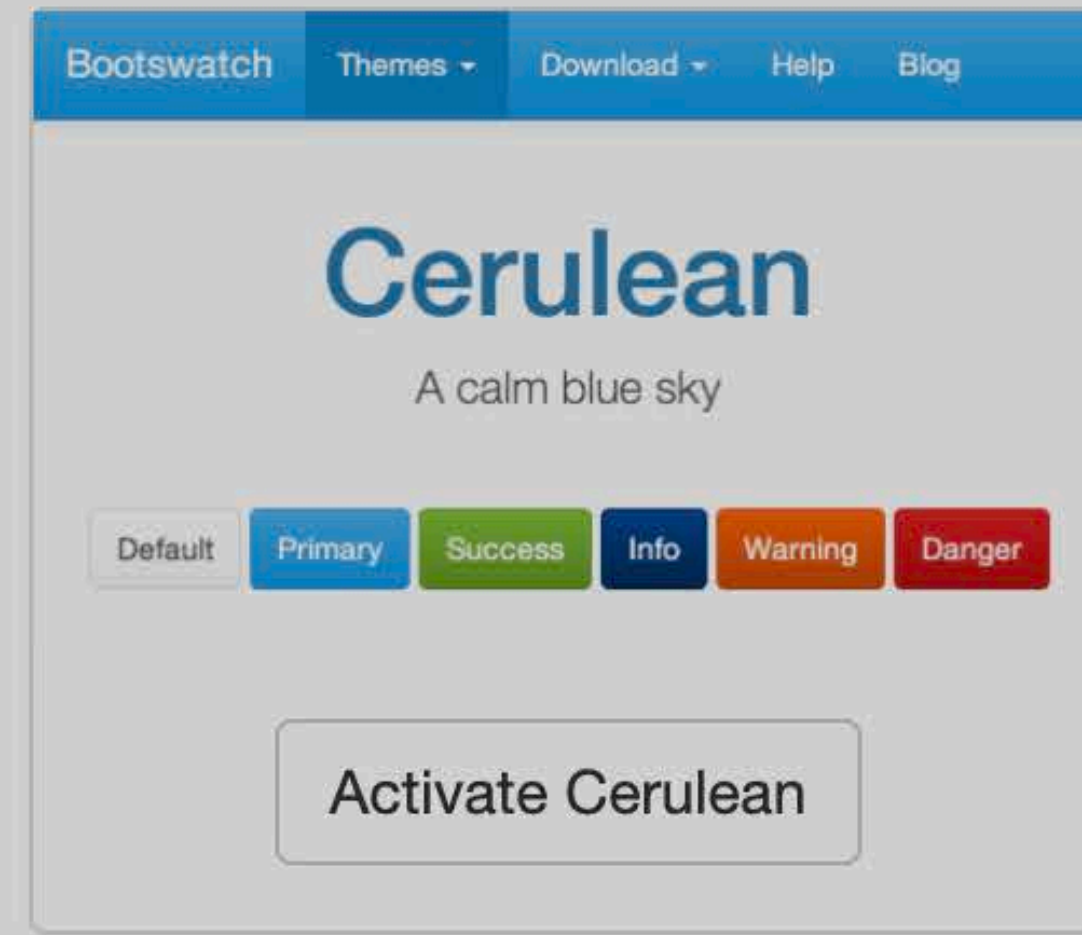 Bootswatch Themes Download Help Blog
Cerulean
A calm blue sky
Default Primary Success Info Warning Danger
Activate Cerulean